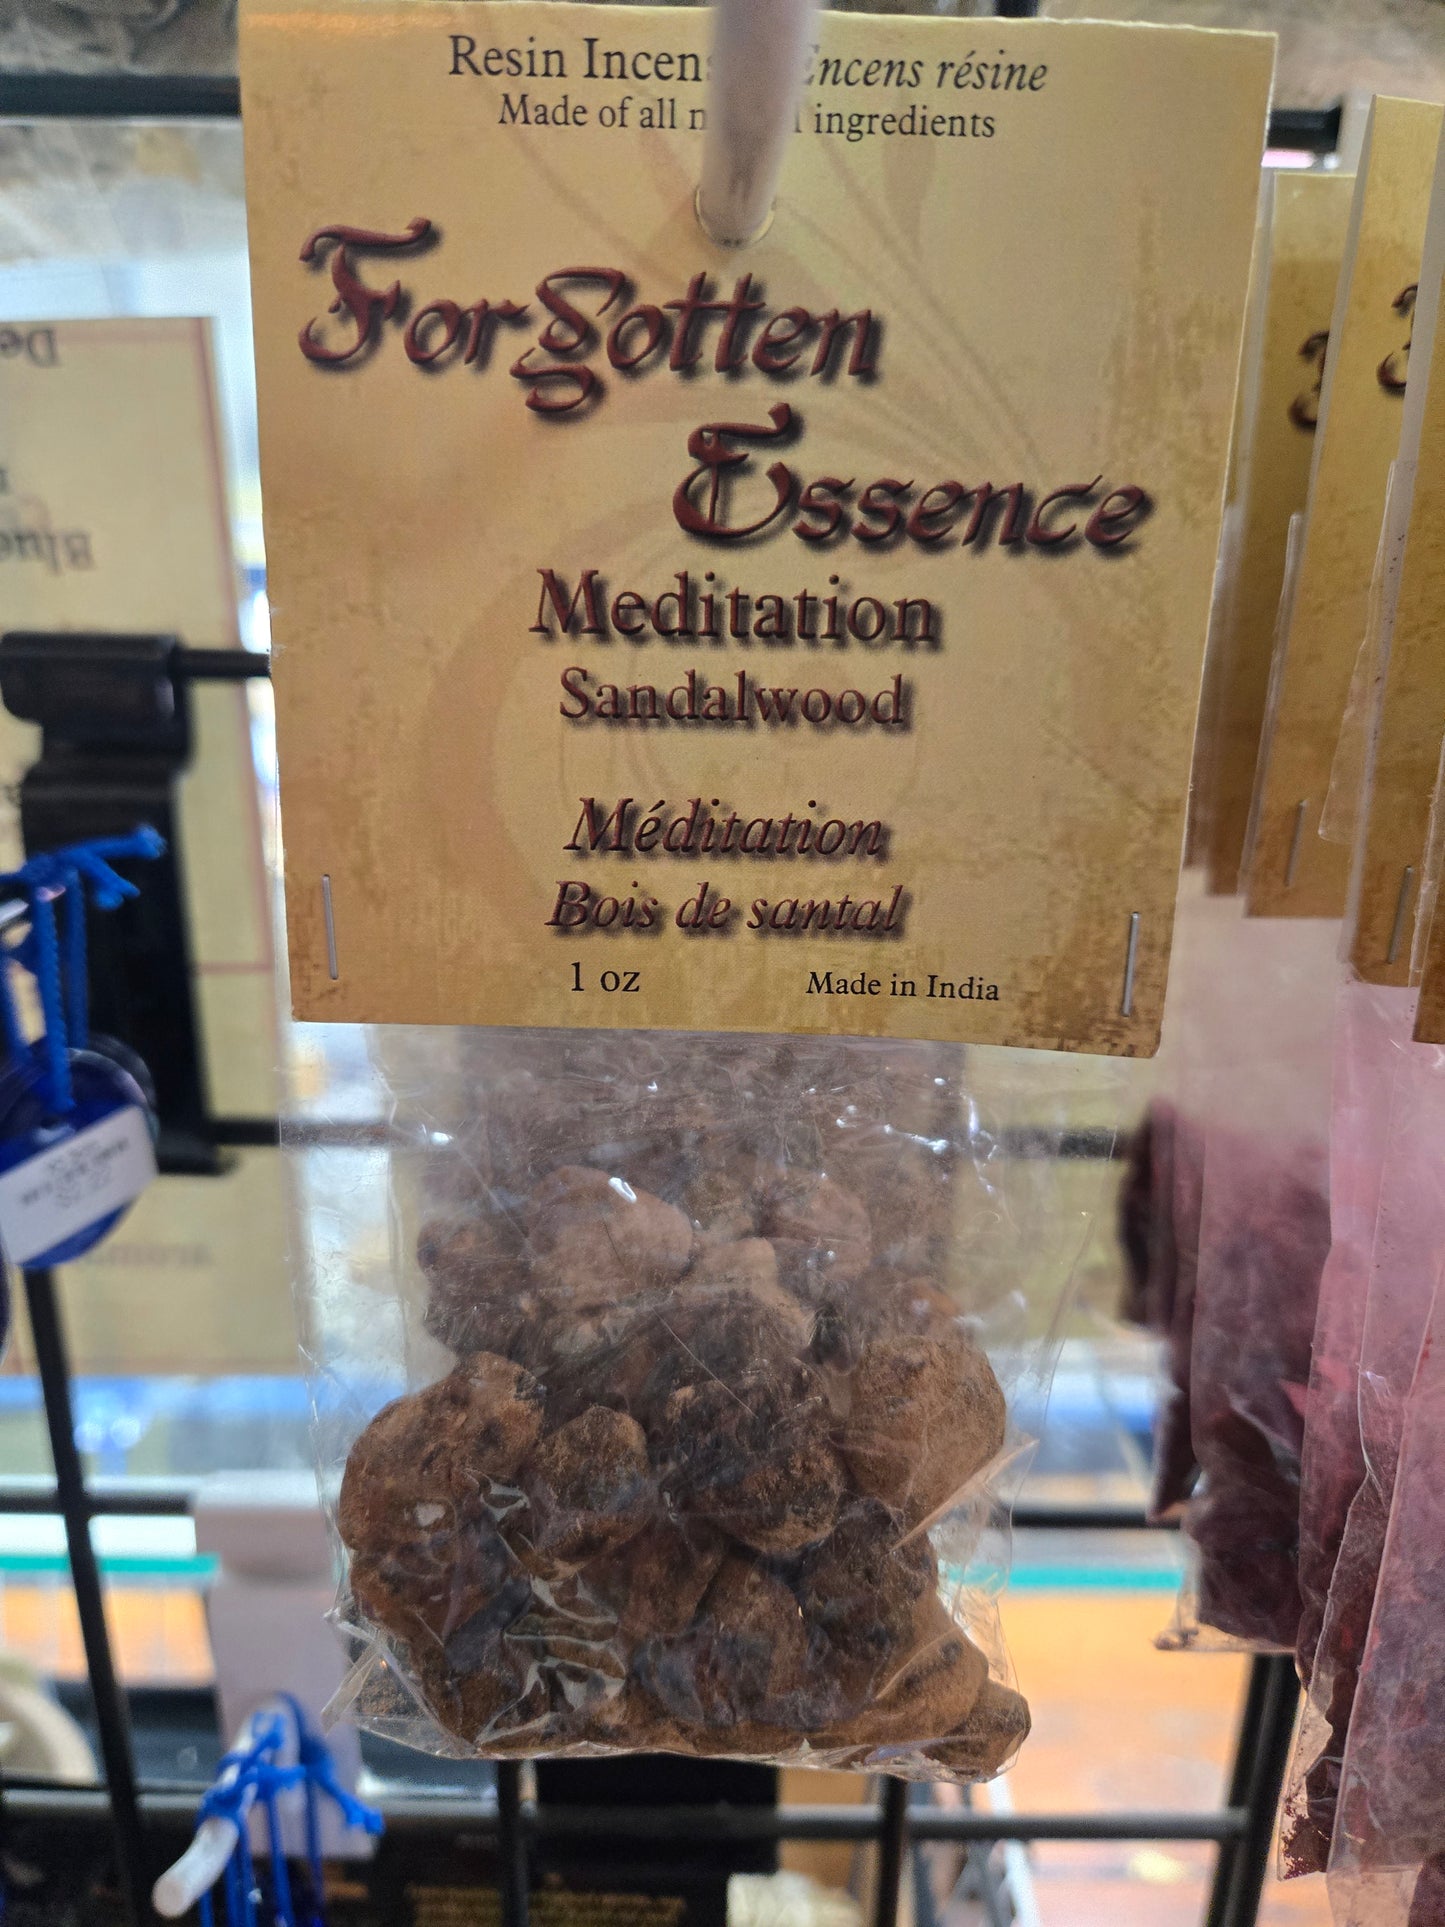 Resin Incens Encens résine
Made of all n l ingredients
Forgotten
Essence
Meditation
Sandalwood
Méditation
Bois de santal
1 oz Made in India